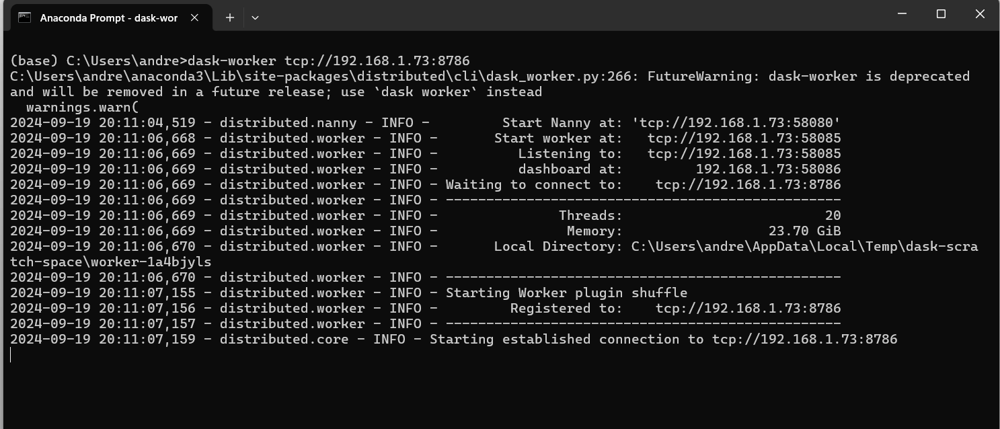 Anaconda Prompt - dask-wor
(base) C:\Users\andre>dask-worker tcp://192.168.1.73:8786
C:\Users\andre\anaconda3\Lib\site-packages\distributed\cli\dask_worker.py:266: FutureWarning: dask-worker is deprecated
and will be removed in a future release; use `dask worker` instead
  warnings.warn(
2024-09-19 20:11:04,519 - distributed.nanny - INFO -         Start Nanny at: 'tcp://192.168.1.73:58080'
2024-09-19 20:11:06,668 - distributed.worker - INFO -       Start worker at:   tcp://192.168.1.73:58085
2024-09-19 20:11:06,669 - distributed.worker - INFO -          Listening to:   tcp://192.168.1.73:58085
2024-09-19 20:11:06,669 - distributed.worker - INFO -          dashboard at:         192.168.1.73:58086
2024-09-19 20:11:06,669 - distributed.worker - INFO - Waiting to connect to:    tcp://192.168.1.73:8786
2024-09-19 20:11:06,669 - distributed.worker - INFO - -------------------------------------------------
2024-09-19 20:11:06,669 - distributed.worker - INFO -               Threads:                         20
2024-09-19 20:11:06,669 - distributed.worker - INFO -                Memory:                  23.70 GiB
2024-09-19 20:11:06,670 - distributed.worker - INFO -       Local Directory: C:\Users\andre\AppData\Local\Temp\dask-scra
tch-space\worker-1a4bjyls
2024-09-19 20:11:06,670 - distributed.worker - INFO - -------------------------------------------------
2024-09-19 20:11:07,155 - distributed.worker - INFO - Starting Worker plugin shuffle
2024-09-19 20:11:07,156 - distributed.worker - INFO -         Registered to:    tcp://192.168.1.73:8786
2024-09-19 20:11:07,157 - distributed.worker - INFO - -------------------------------------------------
2024-09-19 20:11:07,159 - distributed.core - INFO - Starting established connection to tcp://192.168.1.73:8786